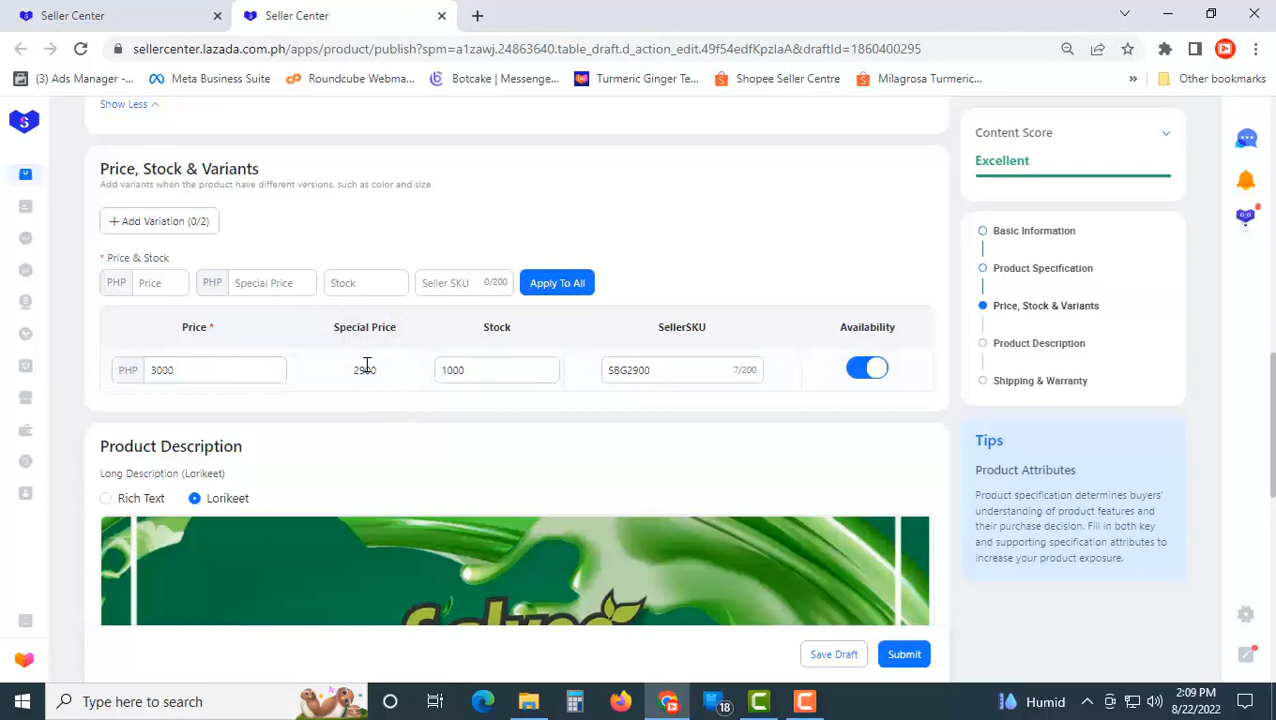 Seller Center
Seller Center
sellercenter.lazada.com.ph/apps/product/publish?spm=a1zawj.24863640.table_draft.d_action_edit.49f54edfKpzlaA&draftId=1860400295
(3) Ads Manager -...
Meta Business Suite
Roundcube Webma...
Botcake | Messenge...
Turmeric Ginger Te...
Shopee Seller Centre
Milagrosa Turmeric...
»
Other bookmarks
Show Less
Price, Stock & Variants
Add variants when the product have different versions, such as color and size
+ Add Variation (0/2)
* Price & Stock
PHP Price PHP Special Price Stock Seller SKU 0/200 Apply To All
Price * Special Price Stock SellerSKU Availability
PHP 3000 2900 1000 SBG2900 7/200
Product Description
Long Description (Lorikeet)
Rich Text Lorikeet
Save Draft Submit
Content Score
Excellent
Basic Information
Product Specification
Price, Stock & Variants
Product Description
Shipping & Warranty
Tips
Product Attributes
Product specification determines buyers'
understanding of product features and
their purchase decision. Fill in both key
and supporting specification attributes to
increase your product exposure.
Type here to search
18
Humid
2:09 PM
8/22/2022